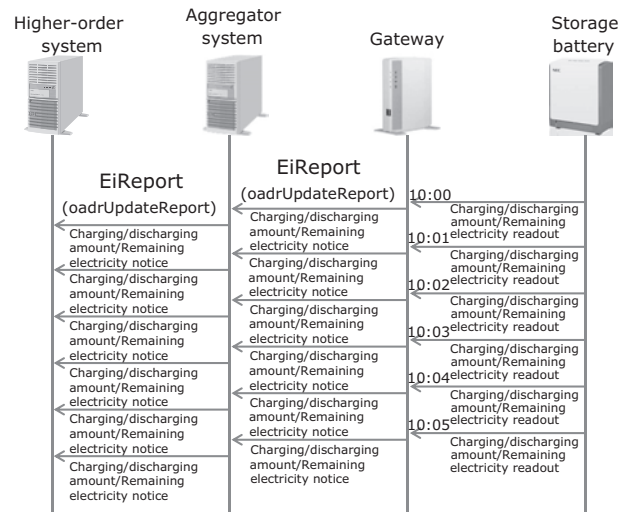 Higher-order
system
Aggregator
system
Gateway
Storage
battery
EiReport
(oadrUpdateReport)
EiReport
(oadrUpdateReport)
10:00
Charging/discharging
amount/Remaining
electricity readout
10:01
Charging/discharging
amount/Remaining
electricity readout
10:02
Charging/discharging
amount/Remaining
electricity readout
10:03
Charging/discharging
amount/Remaining
electricity readout
10:04
Charging/discharging
amount/Remaining
electricity readout
10:05
Charging/discharging
amount/Remaining
electricity readout
Charging/discharging
amount/Remaining
electricity notice
Charging/discharging
amount/Remaining
electricity notice
Charging/discharging
amount/Remaining
electricity notice
Charging/discharging
amount/Remaining
electricity notice
Charging/discharging
amount/Remaining
electricity notice
Charging/discharging
amount/Remaining
electricity notice
Charging/discharging
amount/Remaining
electricity notice
Charging/discharging
amount/Remaining
electricity notice
Charging/discharging
amount/Remaining
electricity notice
Charging/discharging
amount/Remaining
electricity notice
Charging/discharging
amount/Remaining
electricity notice
Charging/discharging
amount/Remaining
electricity notice